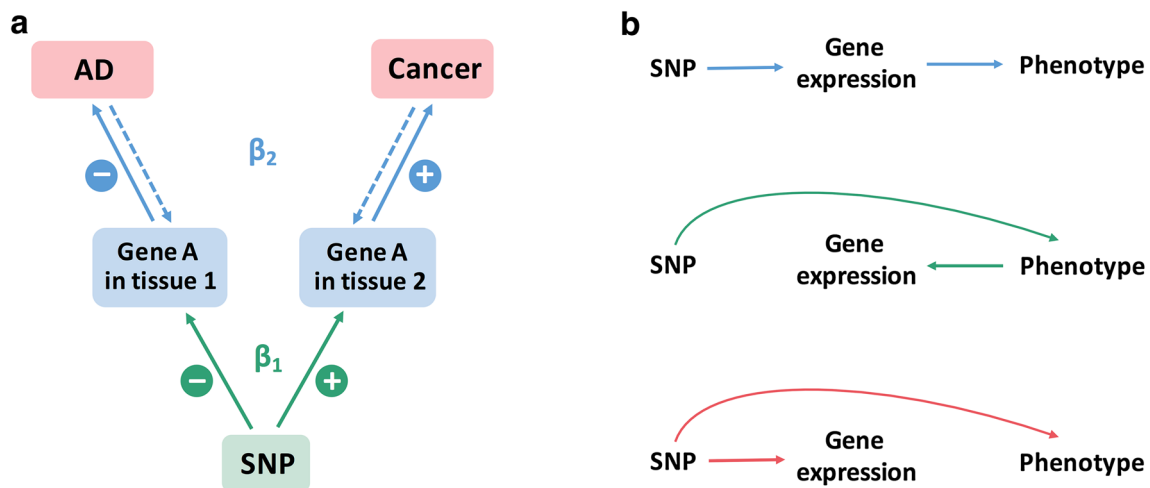 a
AD
Cancer
β₂
−
+
Gene A
in tissue 1
Gene A
in tissue 2
β₁
−
+
SNP
b
SNP
Gene
expression
Phenotype
SNP
Gene
expression
Phenotype
SNP
Gene
expression
Phenotype